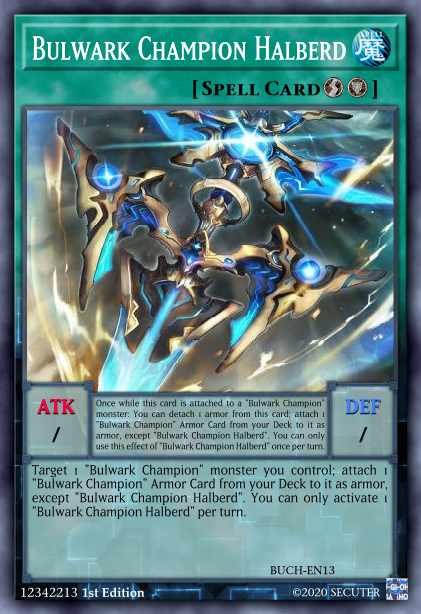 Bulwark Champion Halberd
魔
[Spell Card]
ATK
/
Once while this card is attached to a "Bulwark Champion"
monster: You can detach 1 armor from this card; attach 1
"Bulwark Champion" Armor Card from your Deck to it as
armor, except "Bulwark Champion Halberd". You can only
use this effect of "Bulwark Champion Halberd" once per turn.
DEF
/
Target 1 "Bulwark Champion" monster you control; attach 1
"Bulwark Champion" Armor Card from your Deck to it as armor,
except "Bulwark Champion Halberd". You can only activate 1
"Bulwark Champion Halberd" per turn.
BUCH-EN13
12342213 1st Edition
©2020 SECUTER